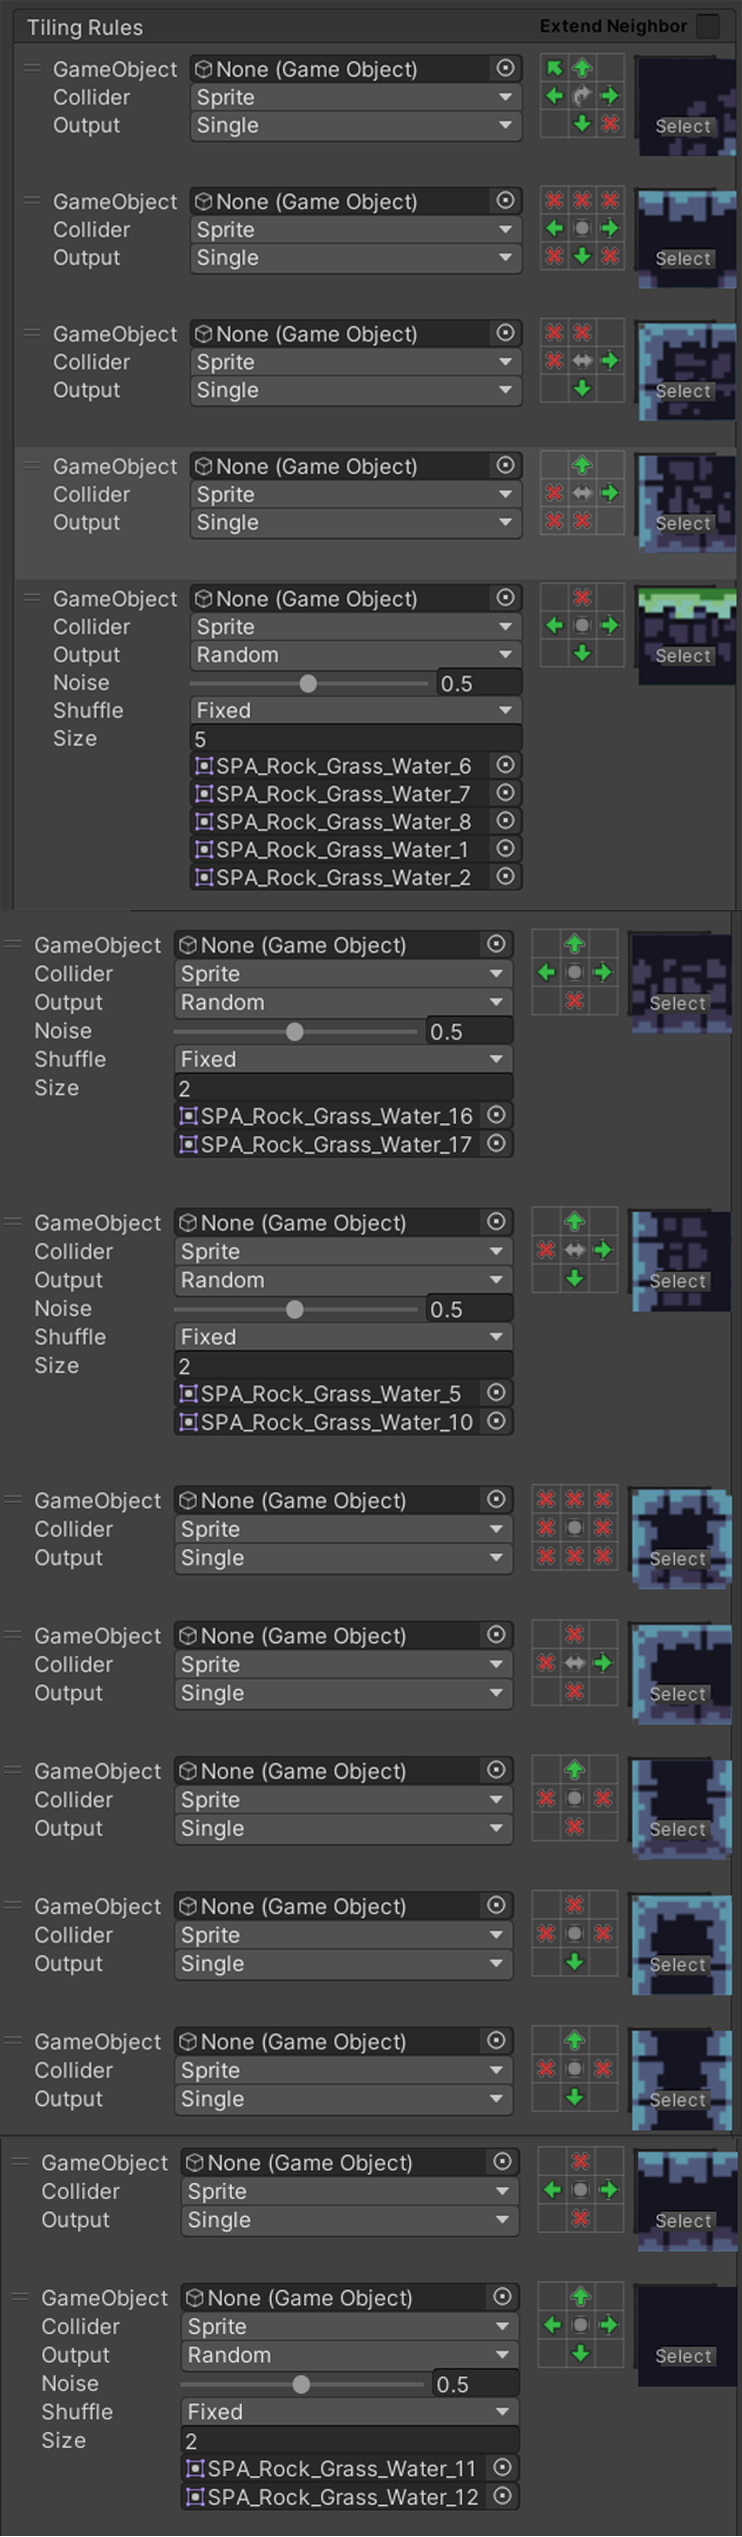 Tiling Rules Extend Neighbor
GameObject None (Game Object)
Collider Sprite
Output Single Select
GameObject None (Game Object)
Collider Sprite
Output Single Select
GameObject None (Game Object)
Collider Sprite
Output Single Select
GameObject None (Game Object)
Collider Sprite
Output Single Select
GameObject None (Game Object)
Collider Sprite
Output Random Select
Noise 0.5
Shuffle Fixed
Size 5
SPA_Rock_Grass_Water_6
SPA_Rock_Grass_Water_7
SPA_Rock_Grass_Water_8
SPA_Rock_Grass_Water_1
SPA_Rock_Grass_Water_2
GameObject None (Game Object)
Collider Sprite
Output Random Select
Noise 0.5
Shuffle Fixed
Size 2
SPA_Rock_Grass_Water_16
SPA_Rock_Grass_Water_17
GameObject None (Game Object)
Collider Sprite
Output Random Select
Noise 0.5
Shuffle Fixed
Size 2
SPA_Rock_Grass_Water_5
SPA_Rock_Grass_Water_10
GameObject None (Game Object)
Collider Sprite
Output Single Select
GameObject None (Game Object)
Collider Sprite
Output Single Select
GameObject None (Game Object)
Collider Sprite
Output Single Select
GameObject None (Game Object)
Collider Sprite
Output Single Select
GameObject None (Game Object)
Collider Sprite
Output Single Select
GameObject None (Game Object)
Collider Sprite
Output Single Select
GameObject None (Game Object)
Collider Sprite
Output Random Select
Noise 0.5
Shuffle Fixed
Size 2
SPA_Rock_Grass_Water_11
SPA_Rock_Grass_Water_12